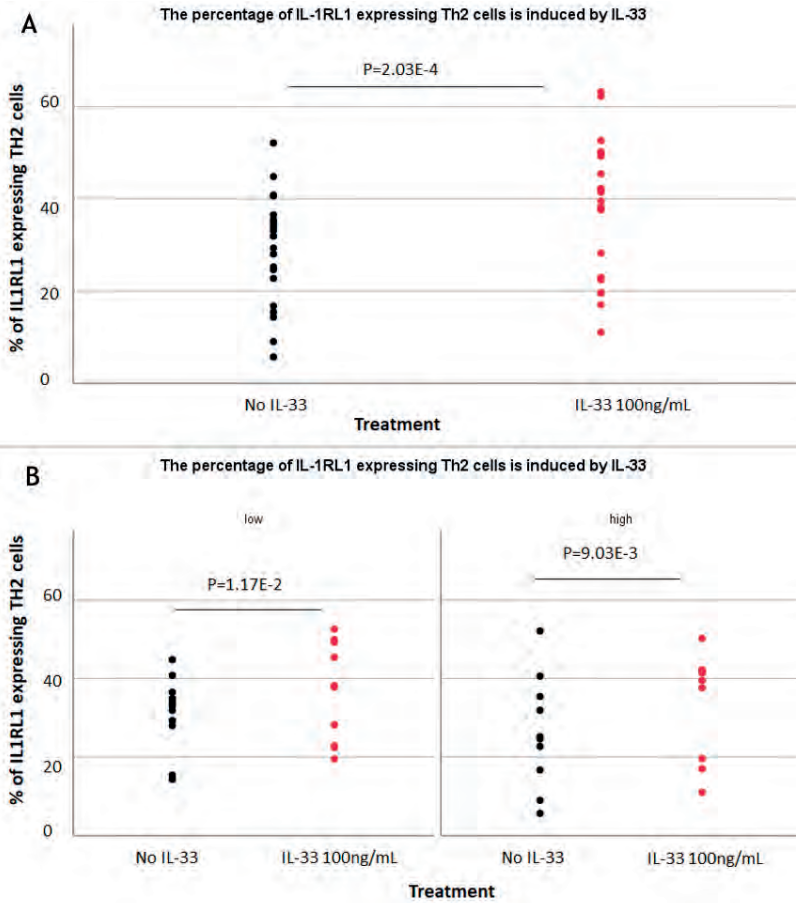 A
The percentage of IL-1RL1 expressing Th2 cells is induced by IL-33
P=2.03E-4
% of IL1RL1 expressing TH2 cells
60
40
20
0
No IL-33
IL-33 100ng/mL
Treatment
B
The percentage of IL-1RL1 expressing Th2 cells is induced by IL-33
low
high
P=1.17E-2
P=9.03E-3
% of IL1RL1 expressing TH2 cells
60
40
20
0
No IL-33
IL-33 100ng/mL
No IL-33
IL-33 100ng/mL
Treatment